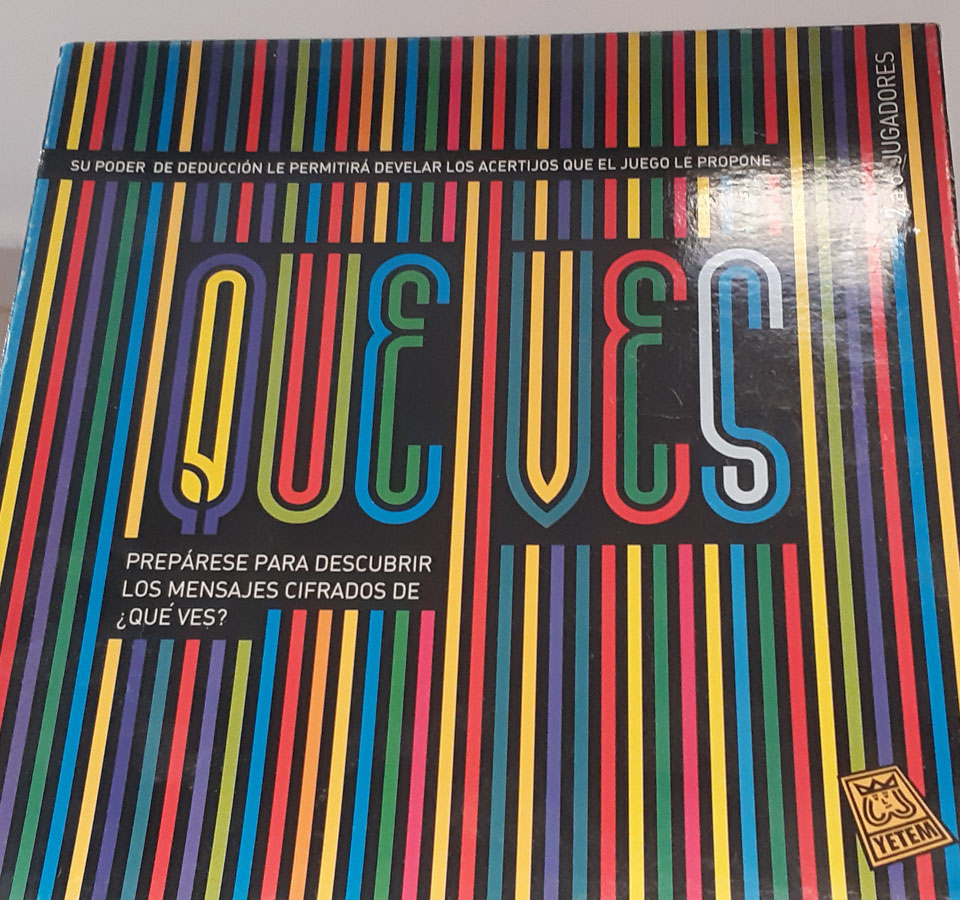 SU PODER DE DEDUCCIÓN LE PERMITIRÁ DEVELAR LOS ACERTIJOS QUE EL JUEGO LE PROPONE.
JUGADORES
QUE VES
PREPÁRESE PARA DESCUBRIR
LOS MENSAJES CIFRADOS DE
¿QUÉ VES?
YETEM